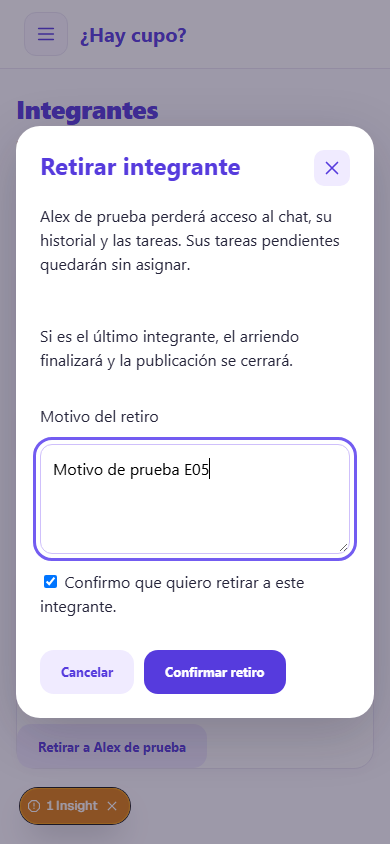 ¿Hay cupo?
Integrantes
Retirar integrante
Alex de prueba perderá acceso al chat, su
historial y las tareas. Sus tareas pendientes
quedarán sin asignar.
Si es el último integrante, el arriendo
finalizará y la publicación se cerrará.
Motivo del retiro
Motivo de prueba E05
Confirmo que quiero retirar a este
integrante.
Cancelar
Confirmar retiro
Retirar a Alex de prueba
1 Insight